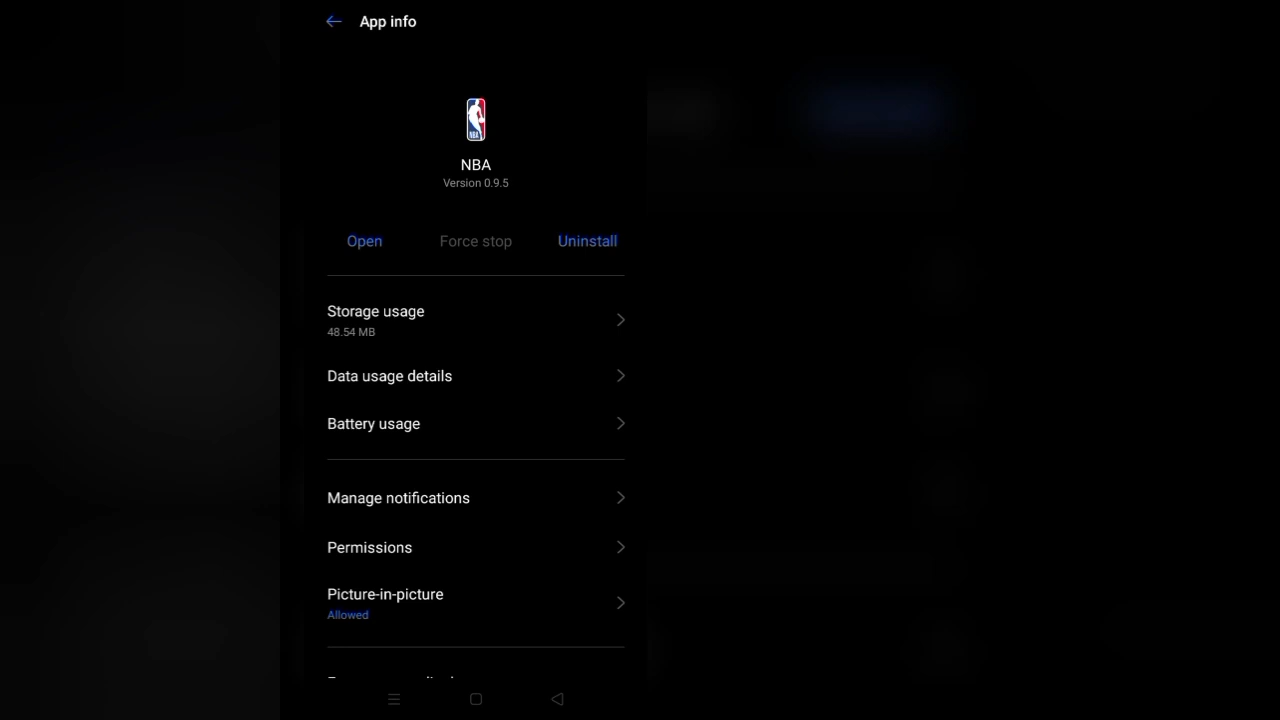 App info
NBA
NBA
Version 0.9.5
Open
Force stop
Uninstall
Storage usage
48.54 MB
Data usage details
Battery usage
Manage notifications
Permissions
Picture-in-picture
Allowed